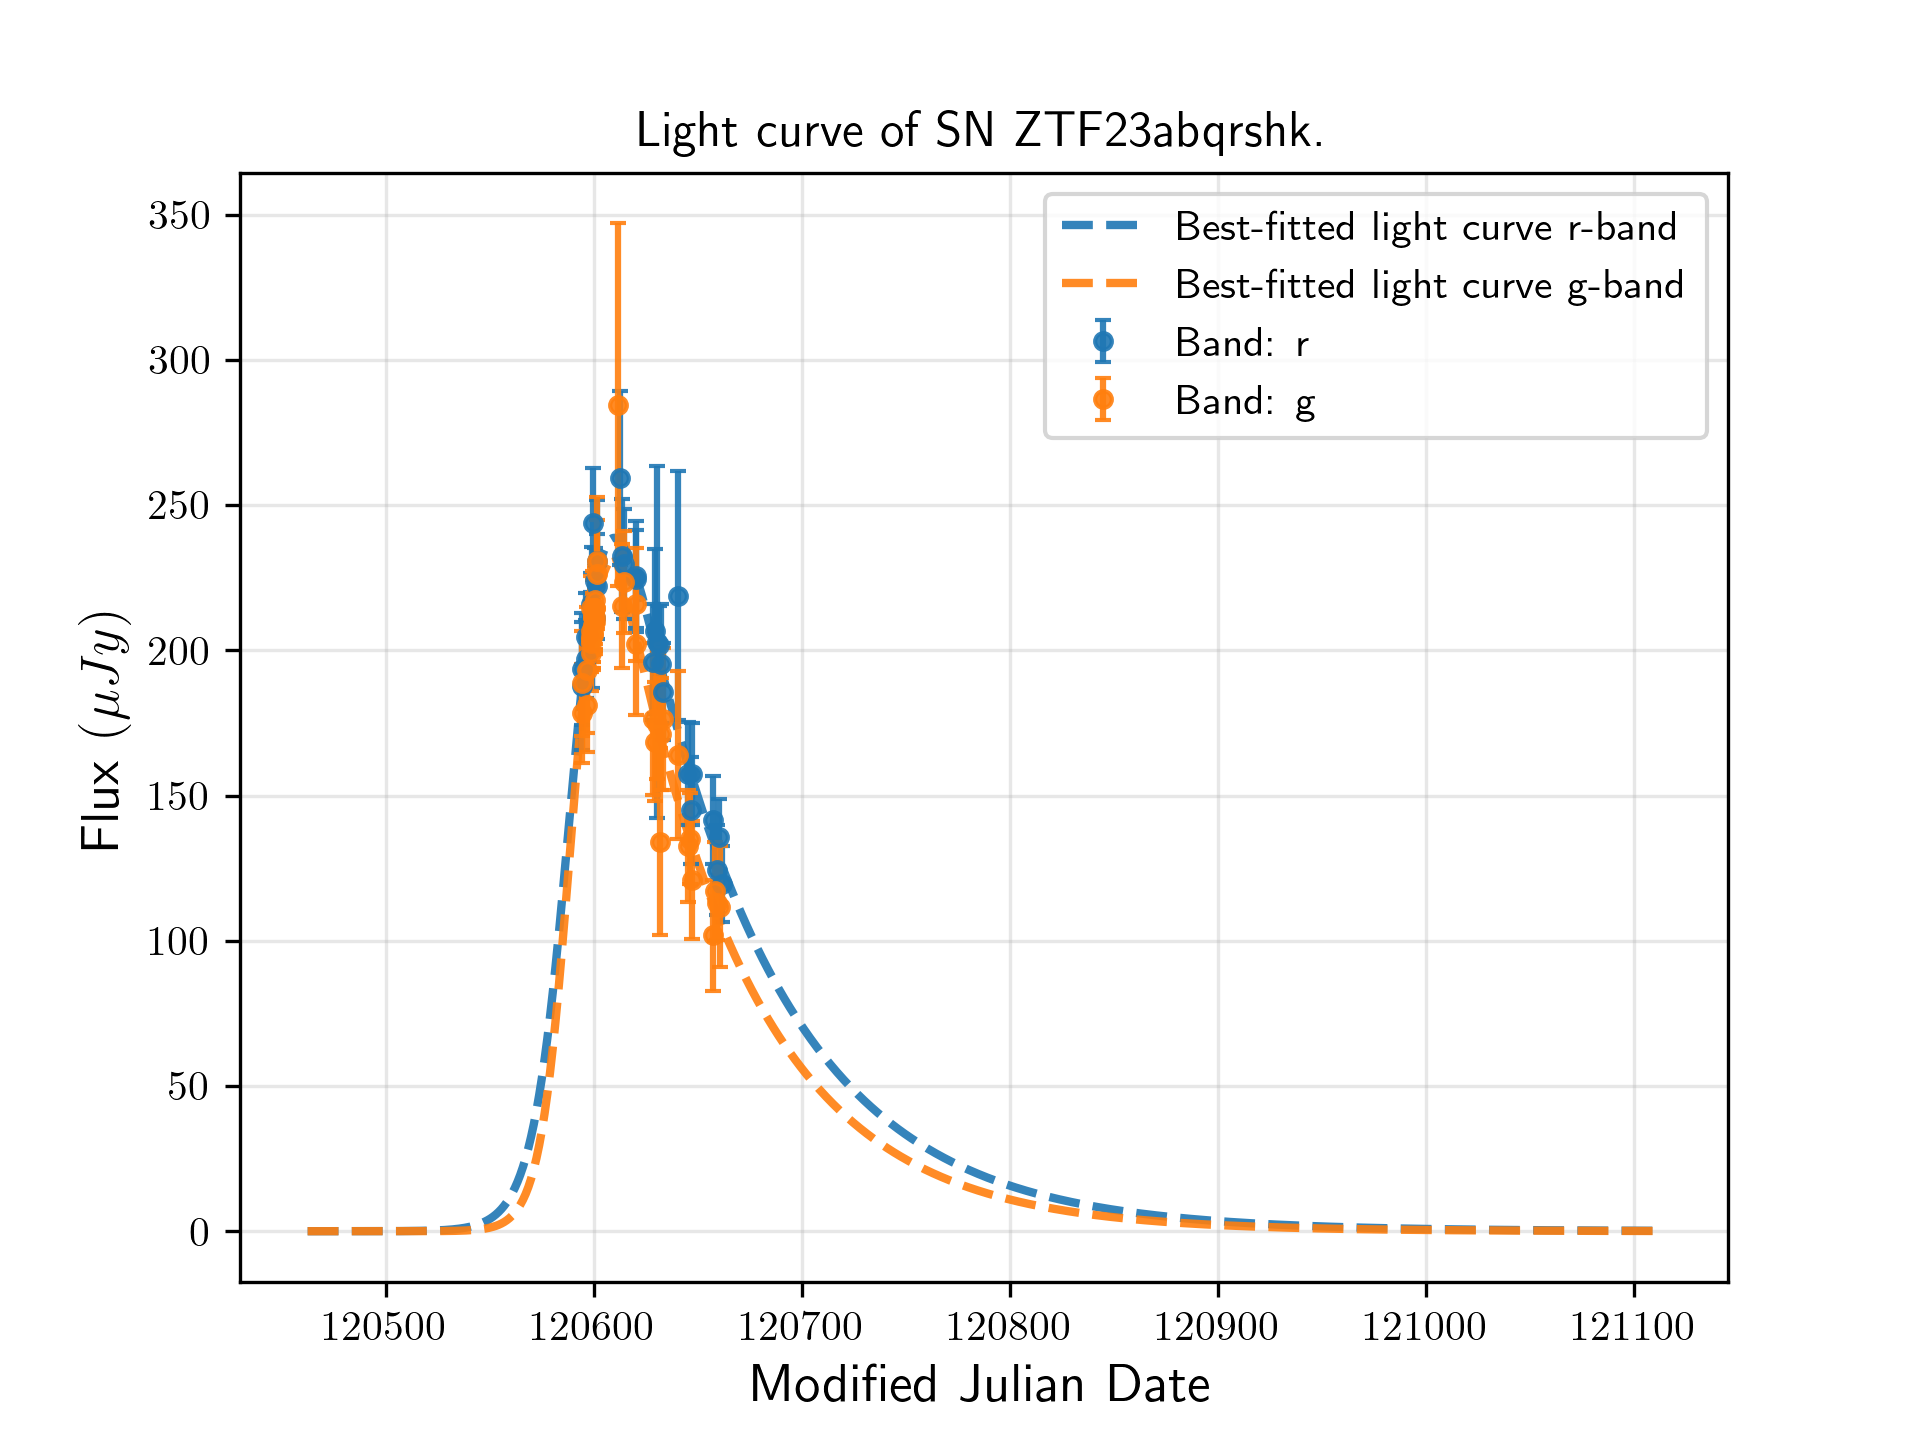 Light curve of SN ZTF23abqrshk.
350
300
250
200
150
100
50
0
Flux (μJy)
Best-fitted light curve r-band
Best-fitted light curve g-band
Band: r
Band: g
120500 120600 120700 120800 120900 121000 121100
Modified Julian Date